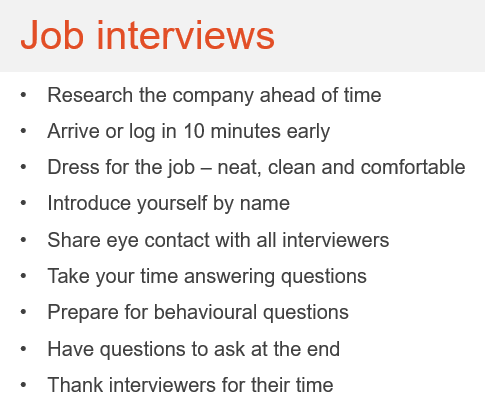 Job interviews
• Research the company ahead of time
• Arrive or log in 10 minutes early
• Dress for the job – neat, clean and comfortable
• Introduce yourself by name
• Share eye contact with all interviewers
• Take your time answering questions
• Prepare for behavioural questions
• Have questions to ask at the end
• Thank interviewers for their time